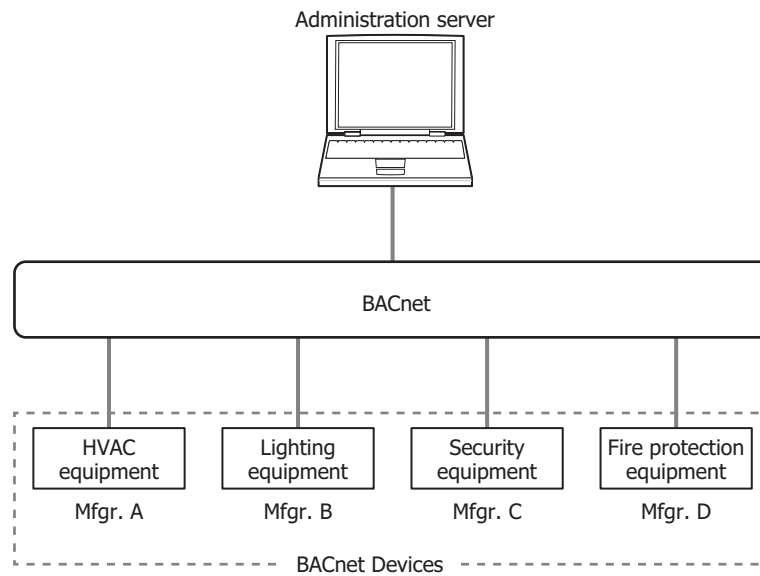 Administration server
BACnet
HVAC
equipment
Lighting
equipment
Security
equipment
Fire protection
equipment
Mfgr. A
Mfgr. B
Mfgr. C
Mfgr. D
BACnet Devices